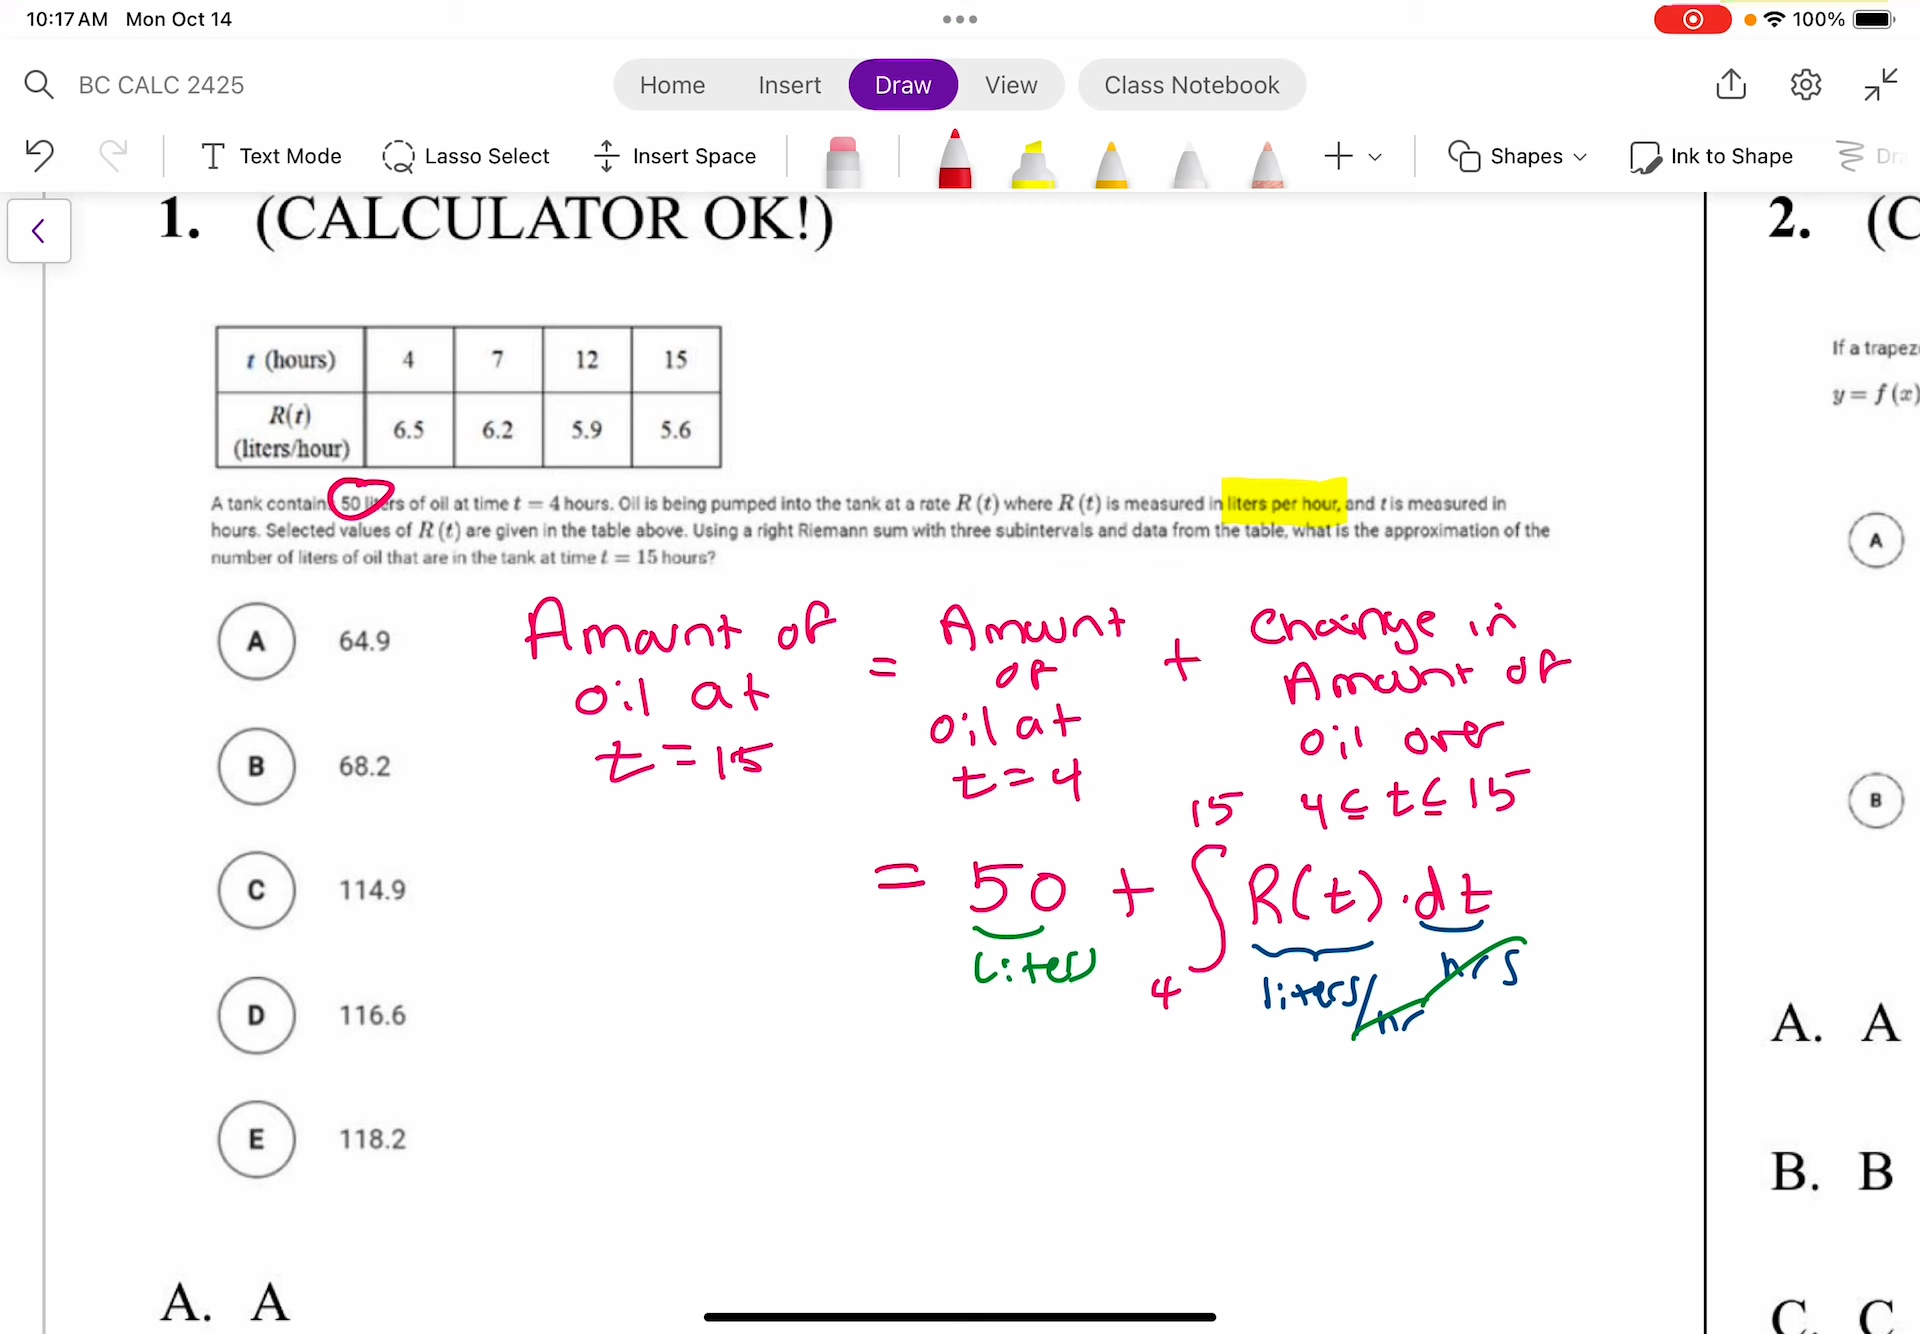 10:17 AM Mon Oct 14
100%
BC CALC 2425
Home Insert Draw View Class Notebook
Text Mode Lasso Select Insert Space Shapes Ink to Shape Dra
1. (CALCULATOR OK!)
2. (C
t (hours) 4 7 12 15
R(t) (liters/hour) 6.5 6.2 5.9 5.6
If a trapez
y = f (x)
A tank contain 50 liters of oil at time t = 4 hours. Oil is being pumped into the tank at a rate R (t) where R (t) is measured in liters per hour, and t is measured in
hours. Selected values of R (t) are given in the table above. Using a right Riemann sum with three subintervals and data from the table, what is the approximation of the
number of liters of oil that are in the tank at time t = 15 hours?
A 64.9
B 68.2
C 114.9
D 116.6
E 118.2
Amount of
oil at
t = 15
=
Amount
of
oil at
t = 4
+
Change in
Amount of
oil over
4 ≤ t ≤ 15
= 50 + ∫ 4 15 R(t) · dt
liters
liters/hr hrs
A. A
A
B
A. A
B. B
C. C